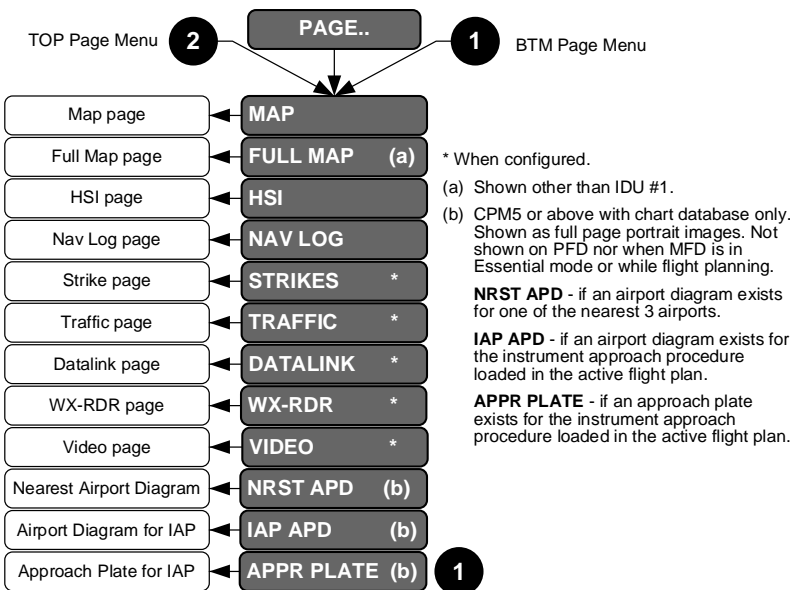 PAGE..
TOP Page Menu 2
1 BTM Page Menu
Map page MAP
Full Map page FULL MAP (a)
HSI page HSI
Nav Log page NAV LOG
Strike page STRIKES *
Traffic page TRAFFIC *
Datalink page DATALINK *
WX-RDR page WX-RDR *
Video page VIDEO *
Nearest Airport Diagram NRST APD (b)
Airport Diagram for IAP IAP APD (b)
Approach Plate for IAP APPR PLATE (b) 1
* When configured.
(a) Shown other than IDU #1.
(b) CPM5 or above with chart database only.
Shown as full page portrait images. Not
shown on PFD nor when MFD is in
Essential mode or while flight planning.
NRST APD - if an airport diagram exists
for one of the nearest 3 airports.
IAP APD - if an airport diagram exists for
the instrument approach procedure
loaded in the active flight plan.
APPR PLATE - if an approach plate
exists for the instrument approach
procedure loaded in the active flight plan.